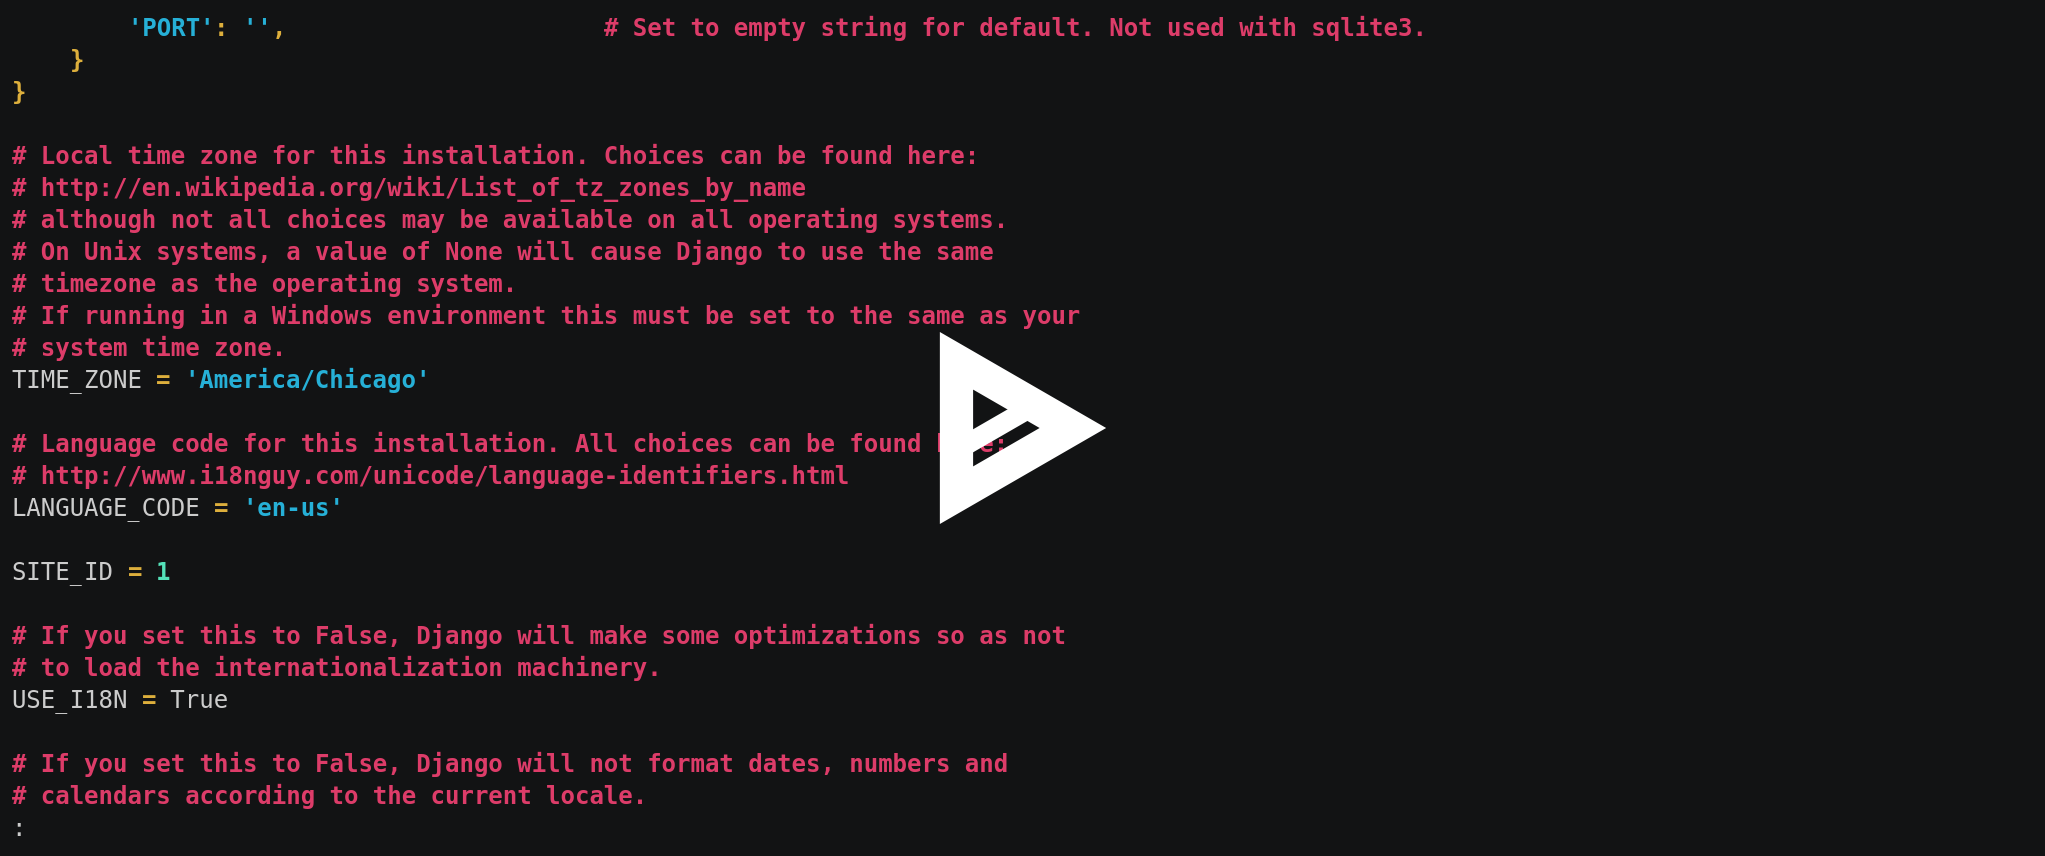 'PORT': '',                      # Set to empty string for default. Not used with sqlite3.
    }
}

# Local time zone for this installation. Choices can be found here:
# http://en.wikipedia.org/wiki/List_of_tz_zones_by_name
# although not all choices may be available on all operating systems.
# On Unix systems, a value of None will cause Django to use the same
# timezone as the operating system.
# If running in a Windows environment this must be set to the same as your
# system time zone.
TIME_ZONE = 'America/Chicago'

# Language code for this installation. All choices can be found here:
# http://www.i18nguy.com/unicode/language-identifiers.html
LANGUAGE_CODE = 'en-us'

SITE_ID = 1

# If you set this to False, Django will make some optimizations so as not
# to load the internationalization machinery.
USE_I18N = True

# If you set this to False, Django will not format dates, numbers and
# calendars according to the current locale.
: